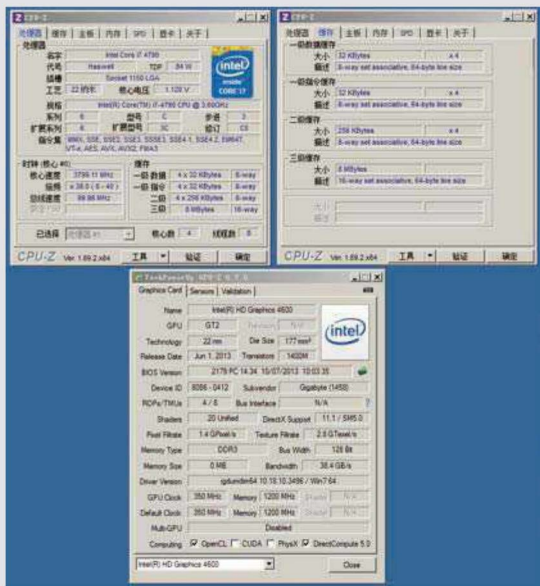 CPU-Z
处理器 缓存 主板 内存 SPD 显卡 关于
处理器
名字 Intel Core i7 4790
代号 Haswell TDP 84 W
插槽 Socket 1150 LGA
工艺 22 纳米 核心电压 1.120 V
规格 Intel(R) Core(TM) i7-4790 CPU @ 3.60GHz
系列 6 型号 C 步进 3
扩展系列 6 扩展型号 3C 修订 C0
指令集 MMX, SSE, SSE2, SSE3, SSSE3, SSE4.1, SSE4.2, EM64T, VT-x, AES, AVX, AVX2, FMA3
intel inside CORE i7
时钟 (核心 #0)
核心速度 3799.11 MHz
倍频 x 38.0 ( 8 - 40 )
总线速度 99.98 MHz
缓存
一级 数据 4 x 32 KBytes 8-way
一级 指令 4 x 32 KBytes 8-way
二级 4 x 256 KBytes 8-way
三级 8 MBytes 16-way
已选择 处理器 #1 核心数 4 线程数 8
CPU-Z Ver. 1.69.2.x64 工具 验证 确定
CPU-Z
处理器 缓存 主板 内存 SPD 显卡 关于
一级数据缓存
大小 32 KBytes x 4
描述 8-way set associative, 64-byte line size
一级指令缓存
大小 32 KBytes x 4
描述 8-way set associative, 64-byte line size
二级缓存
大小 256 KBytes x 4
描述 8-way set associative, 64-byte line size
三级缓存
大小 8 MBytes
描述 16-way set associative, 64-byte line size
大小
描述
CPU-Z Ver. 1.69.2.x64 工具 验证 确定
TechPowerUp GPU-Z
Graphics Card Sensors Validation
Name Intel(R) HD Graphics 4600
GPU GT2 Revision N/A
Technology 22 nm Die Size 177 mm²
Release Date Jun 1, 2013 Transistors 1400M
intel
BIOS Version 2179 PC 14.34 10/07/2013 10:03:35
Device ID 8086 - 0412 Subvendor Gigabyte (1458)
ROPs/TMUs 4 / 8 Bus Interface N/A ?
Shaders 20 Unified DirectX Support 11.1 / SM5.0
Pixel Fillrate 1.4 GPixel/s Texture Fillrate 2.8 GTexel/s
Memory Type DDR3 Bus Width 128 Bit
Memory Size 0 MB Bandwidth 38.4 GB/s
Driver Version igdumdim64 10.18.10.3496 / Win7 64
GPU Clock 350 MHz Memory 1200 MHz Shader N/A
Default Clock 350 MHz Memory 1200 MHz Shader N/A
Multi-GPU Disabled
Computing OpenCL CUDA PhysX DirectCompute 5.0
Intel(R) HD Graphics 4600 Close